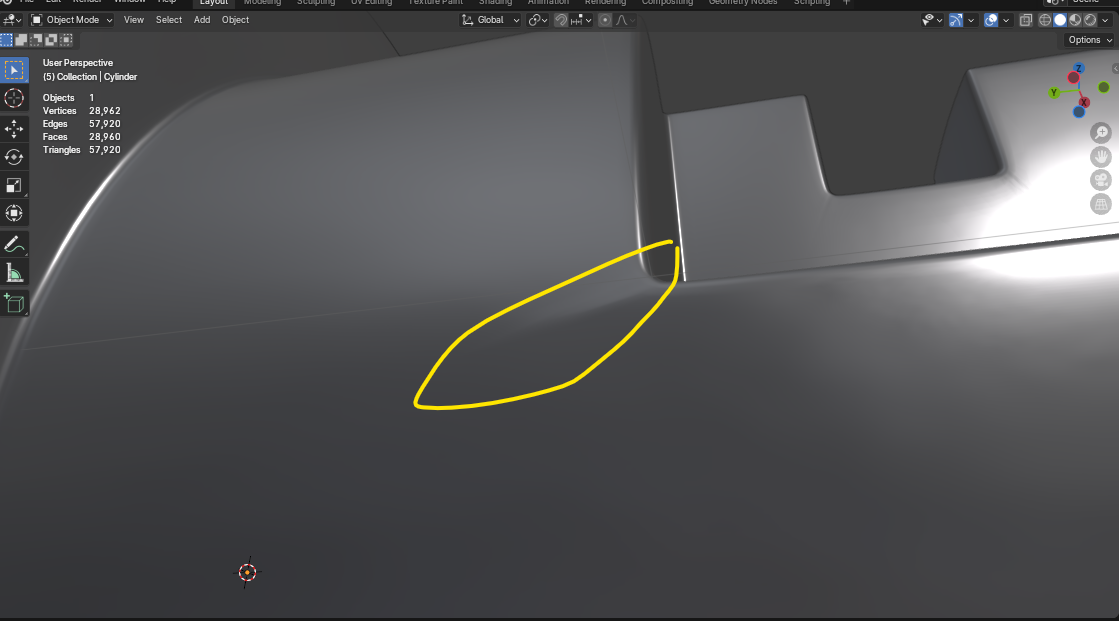 File Edit Render Window Help Layout Modeling Sculpting UV Editing Texture Paint Shading Animation Rendering Compositing Geometry Nodes Scripting + Scene
Object Mode View Select Add Object Global
Options
User Perspective
(5) Collection | Cylinder
Objects 1
Vertices 28,962
Edges 57,920
Faces 28,960
Triangles 57,920
Z
Y
X